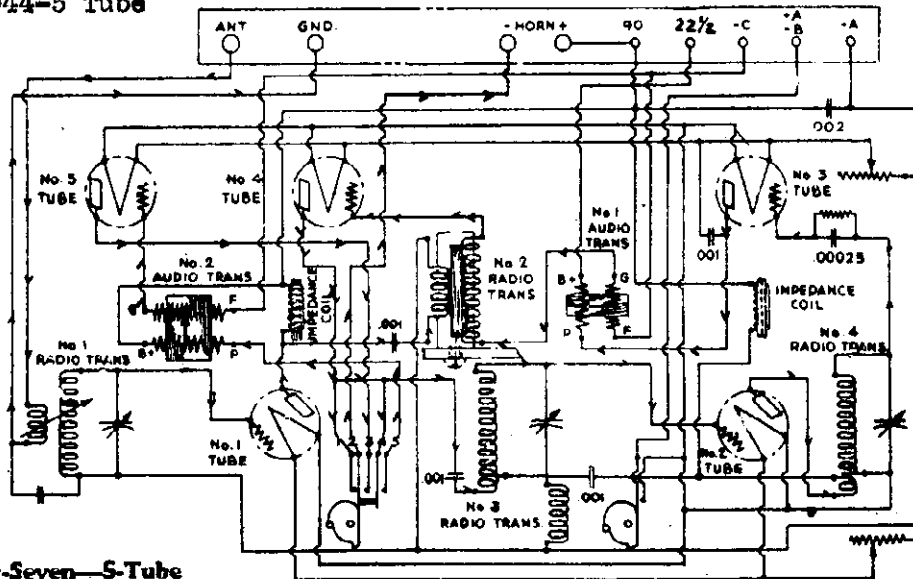 944-5 Tube
ANT GND. - HORN + 90 22½ -C +A -B +A
.002
No. 5 TUBE
No 4 TUBE
No 3 TUBE
No 1 AUDIO TRANS
.001
.00025
No. 2 AUDIO TRANS
IMPEDANCE COIL
No 2 RADIO TRANS
B+ G
P F
IMPEDANCE COIL
F
B+ P
.001
No 1 RADIO TRANS
No. 4 RADIO TRANS
No. 1 TUBE
2 3 4 5
.001
.001
No. 2 TUBE
No 3 RADIO TRANS.
-Seven—5-Tube